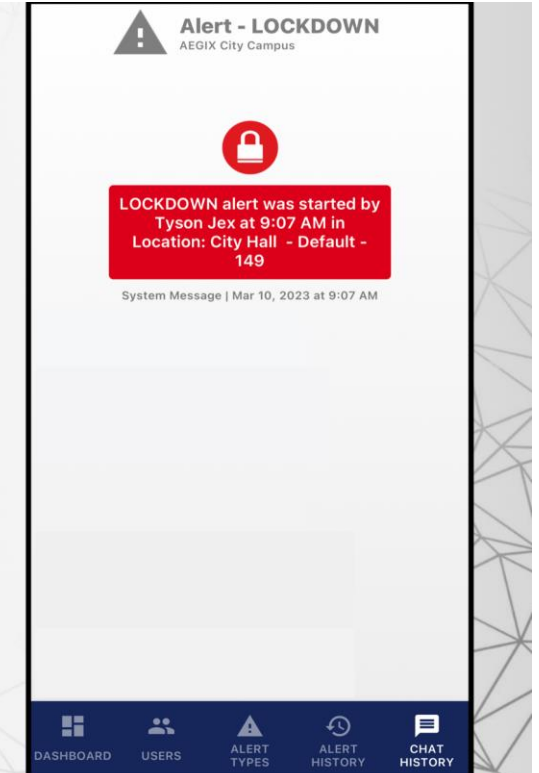 Alert - LOCKDOWN
AEGIX City Campus
LOCKDOWN alert was started by
Tyson Jex at 9:07 AM in
Location: City Hall - Default -
149
System Message | Mar 10, 2023 at 9:07 AM
DASHBOARD
USERS
ALERT
TYPES
ALERT
HISTORY
CHAT
HISTORY